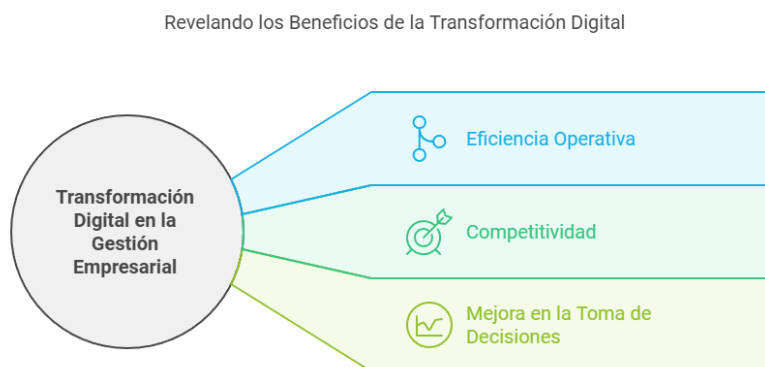 Revelando los Beneficios de la Transformación Digital
Transformación
Digital en la
Gestión
Empresarial
Eficiencia Operativa
Competitividad
Mejora en la Toma de
Decisiones